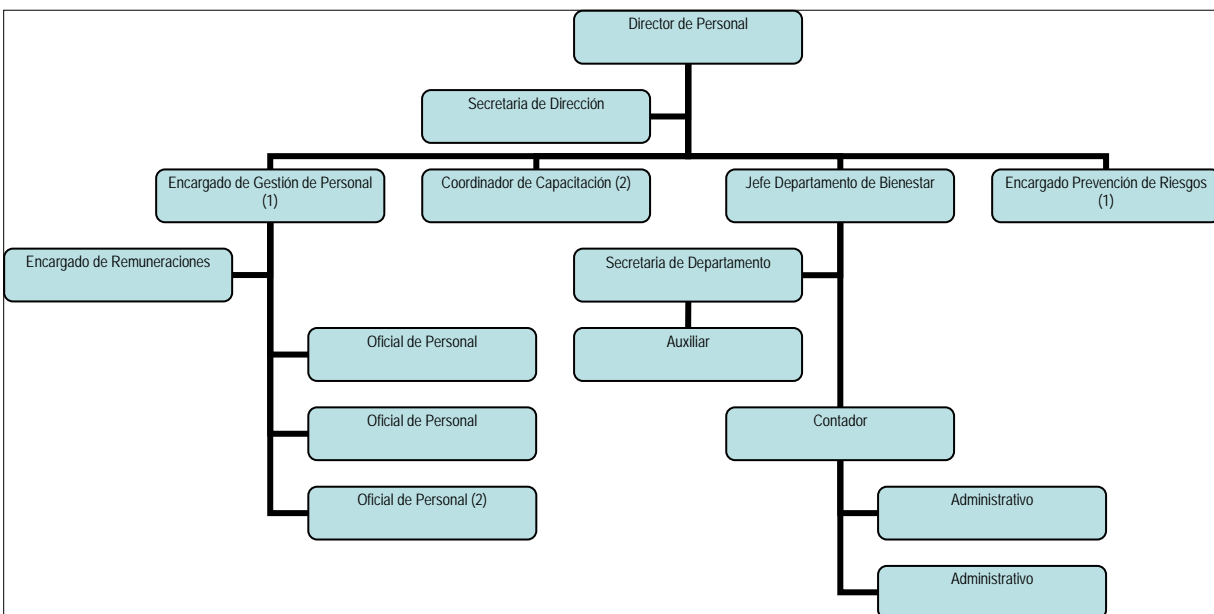 Director de Personal
Secretaria de Dirección
Encargado de Gestión de Personal
(1)
Coordinador de Capacitación (2)
Jefe Departamento de Bienestar
Encargado Prevención de Riesgos
(1)
Encargado de Remuneraciones
Secretaria de Departamento
Oficial de Personal
Auxiliar
Oficial de Personal
Contador
Oficial de Personal (2)
Administrativo
Administrativo